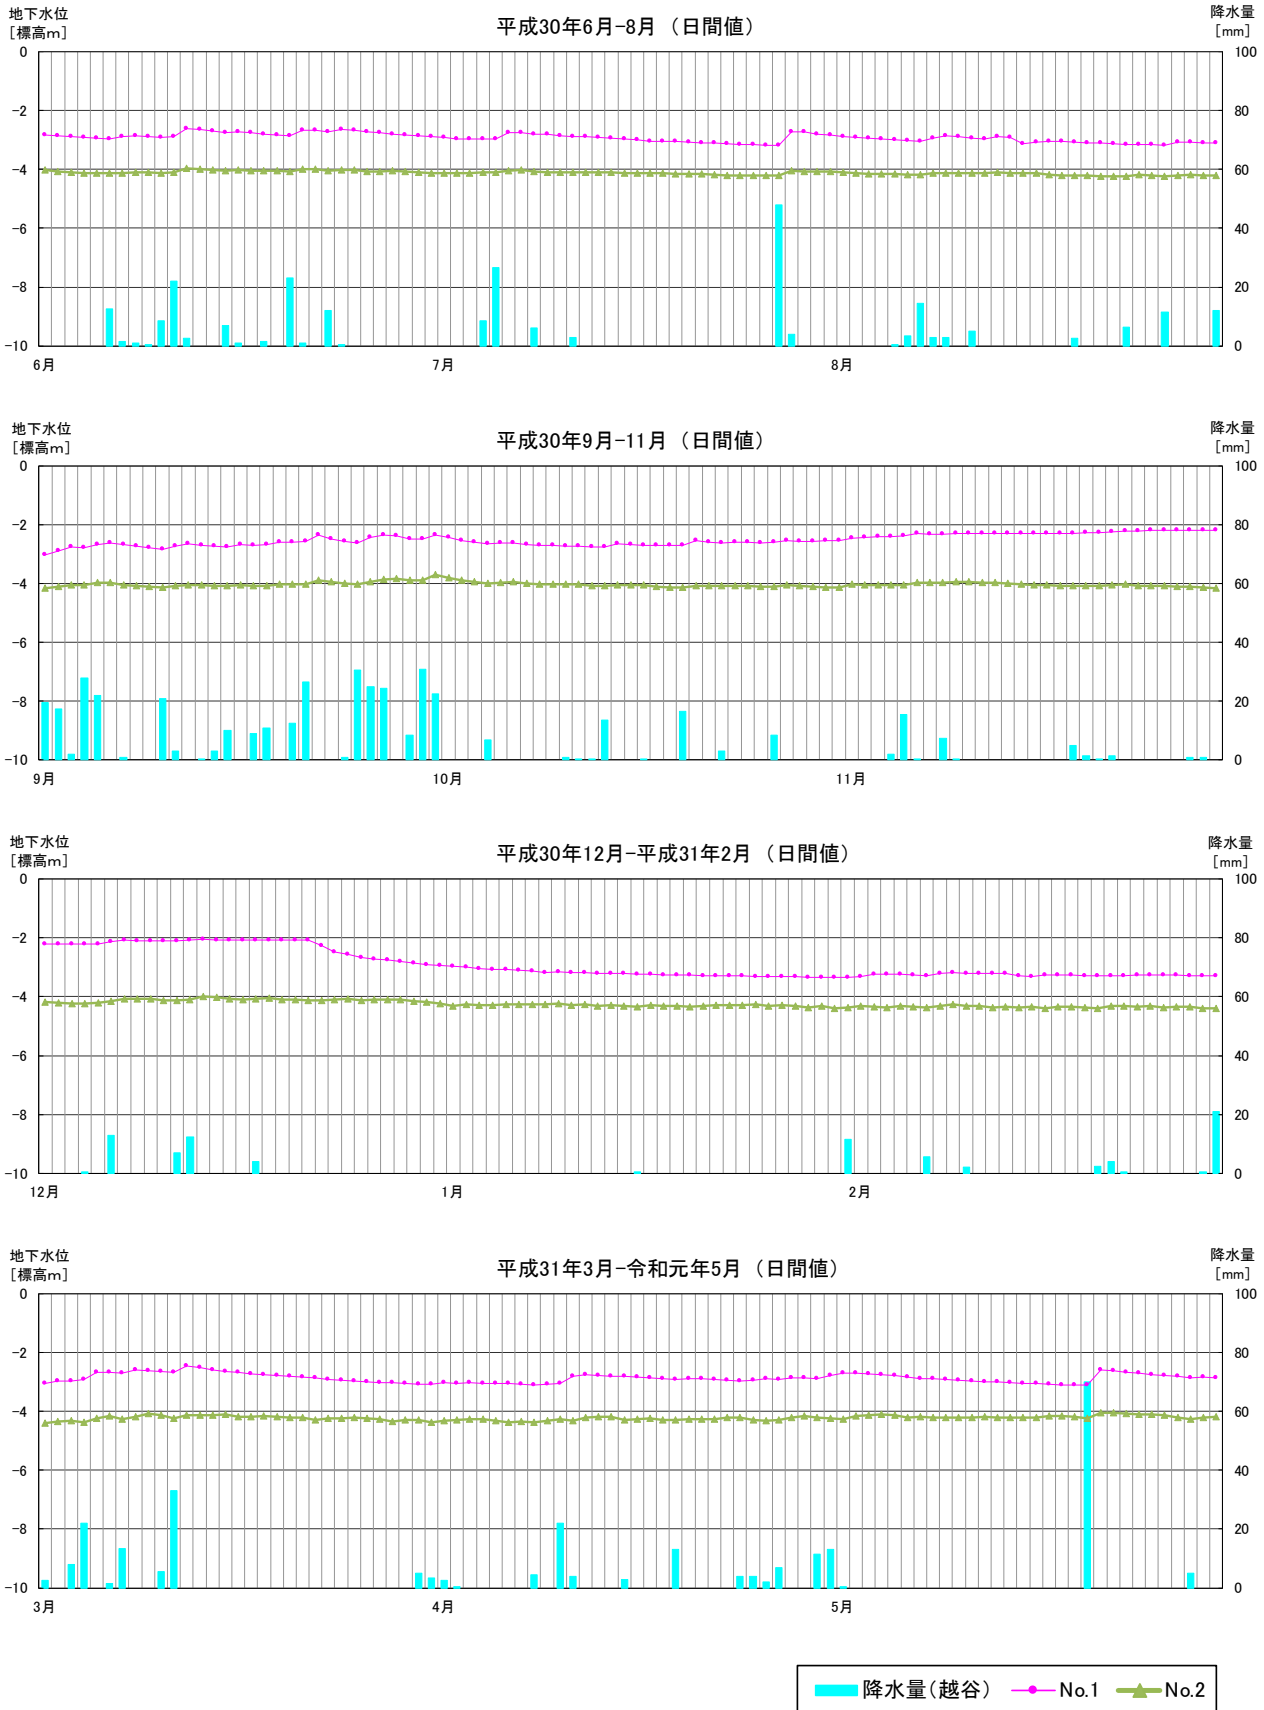 地下水位
[標高m]
平成30年6月-8月 (日間値)
降水量
[mm]
0
-2
-4
-6
-8
-10
100
80
60
40
20
0
6月
7月
8月
地下水位
[標高m]
平成30年9月-11月 (日間値)
降水量
[mm]
0
-2
-4
-6
-8
-10
100
80
60
40
20
0
9月
10月
11月
地下水位
[標高m]
平成30年12月-平成31年2月 (日間値)
降水量
[mm]
0
-2
-4
-6
-8
-10
100
80
60
40
20
0
12月
1月
2月
地下水位
[標高m]
平成31年3月-令和元年5月 (日間値)
降水量
[mm]
0
-2
-4
-6
-8
-10
100
80
60
40
20
0
3月
4月
5月
降水量(越谷) No.1 No.2